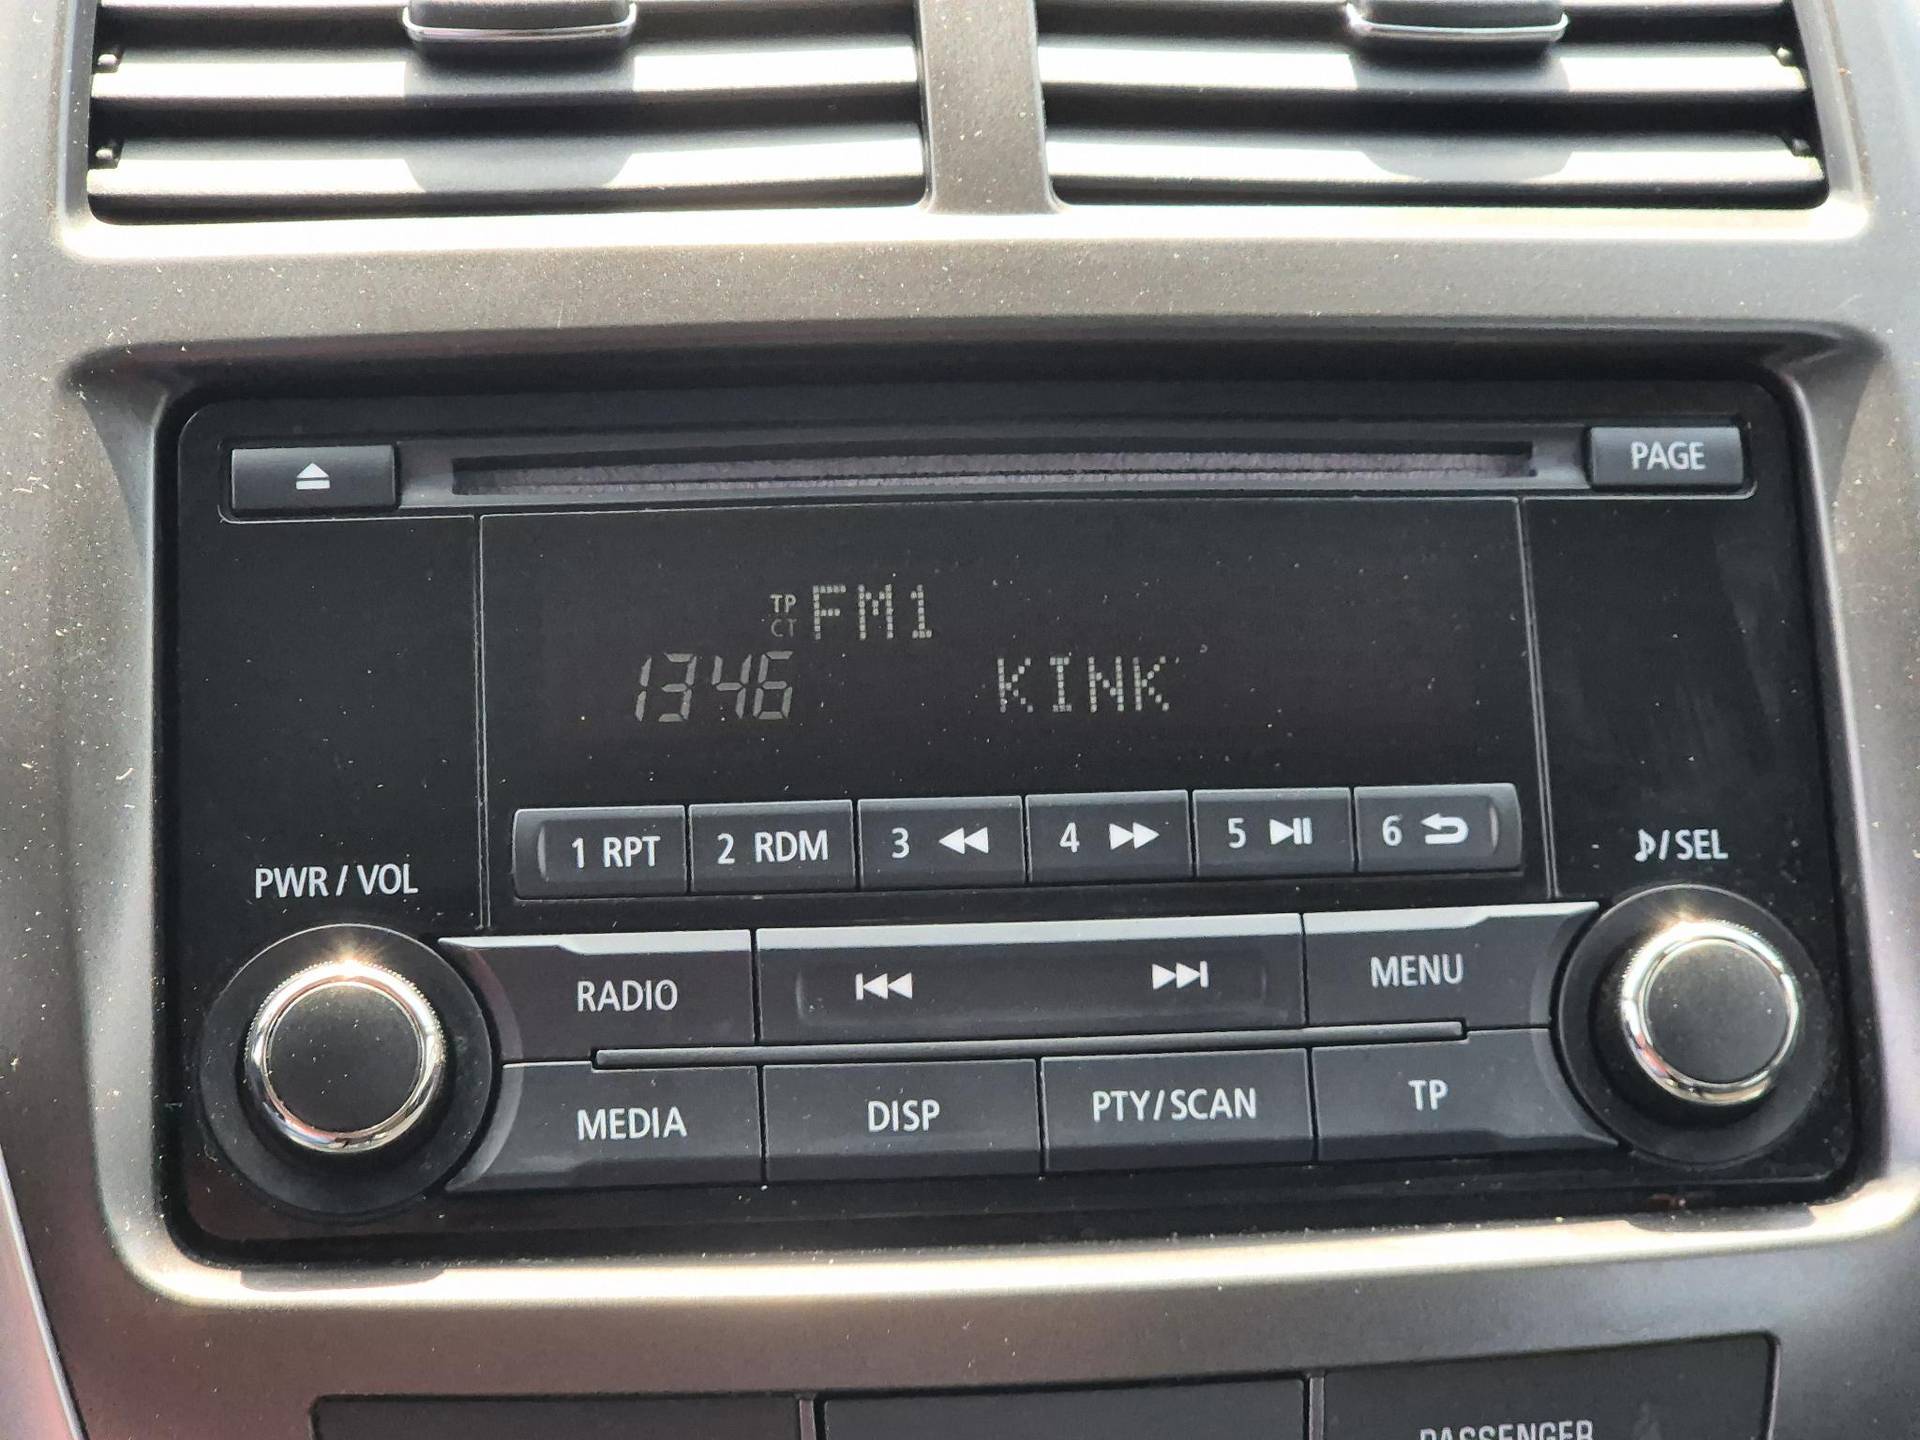 PAGE
TP FM1
CT
1346 KINK
1 RPT 2 RDM 3 4 5 6
PWR / VOL
♪/SEL
RADIO MENU
MEDIA DISP PTY/SCAN TP
PASSENGER